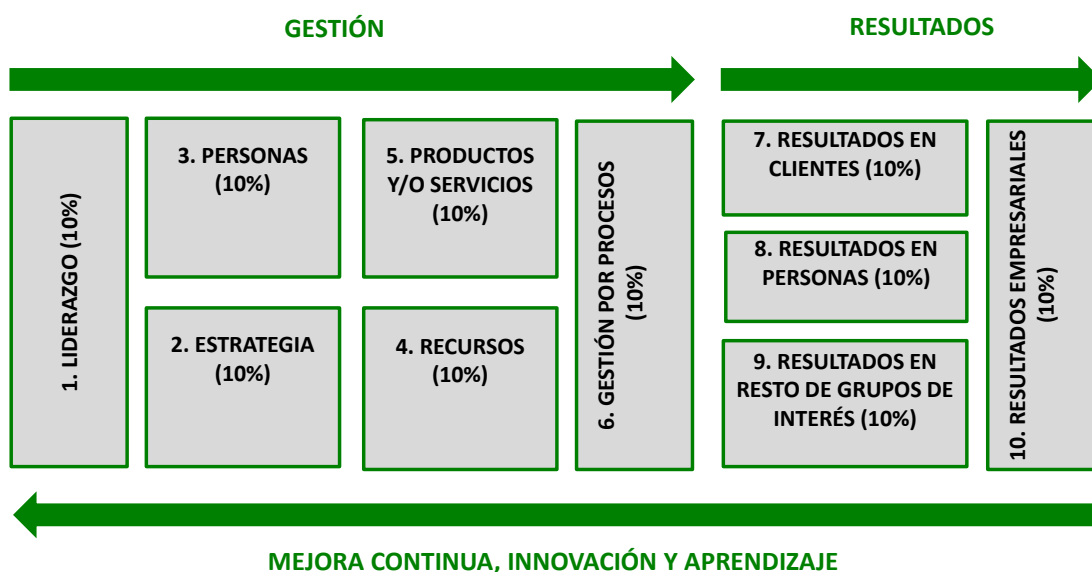 GESTIÓN
RESULTADOS
1. LIDERAZGO (10%)
3. PERSONAS
(10%)
2. ESTRATEGIA
(10%)
5. PRODUCTOS
Y/O SERVICIOS
(10%)
4. RECURSOS
(10%)
6. GESTIÓN POR PROCESOS
(10%)
7. RESULTADOS EN
CLIENTES (10%)
8. RESULTADOS EN
PERSONAS (10%)
9. RESULTADOS EN
RESTO DE GRUPOS DE
INTERÉS (10%)
10. RESULTADOS EMPRESARIALES
(10%)
MEJORA CONTINUA, INNOVACIÓN Y APRENDIZAJE